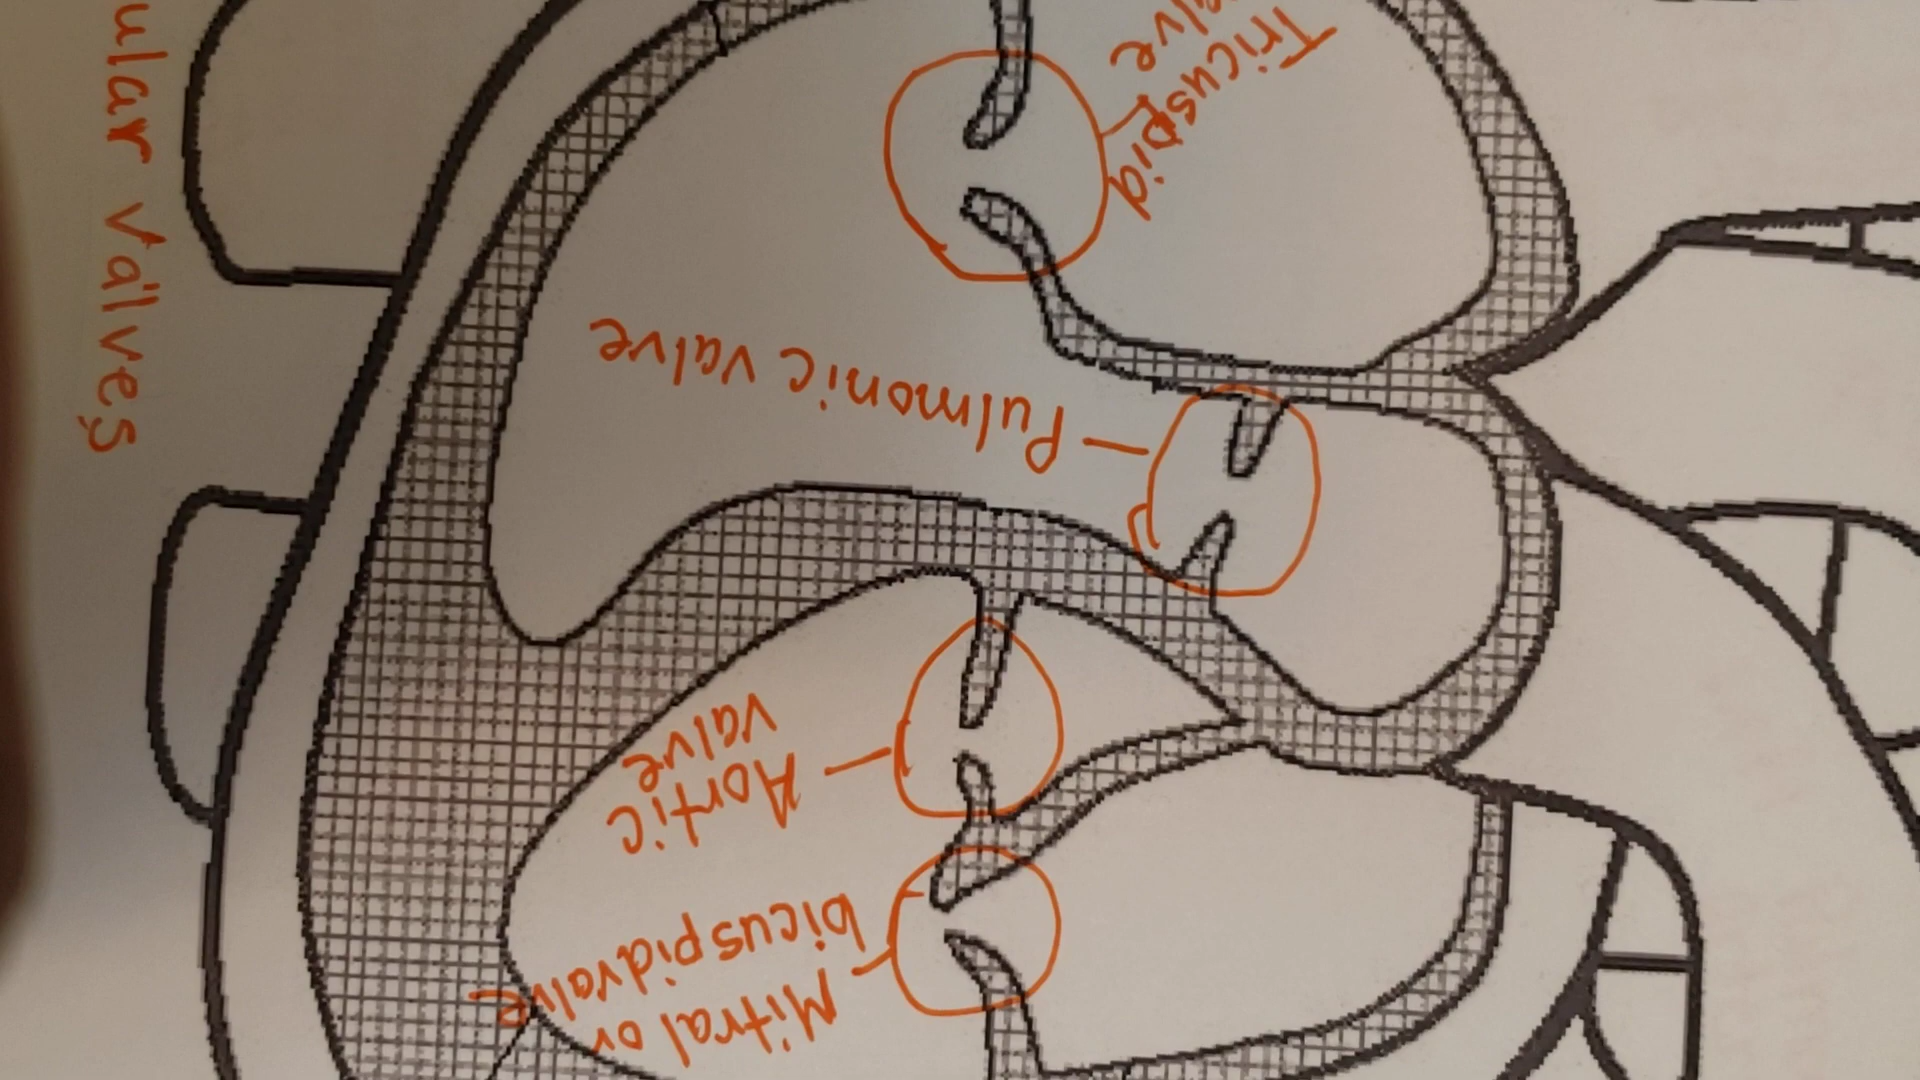 ular valves
Tricuspid
valve
Pulmonic valve
Aortic
valve
Mitral or
bicuspid valve